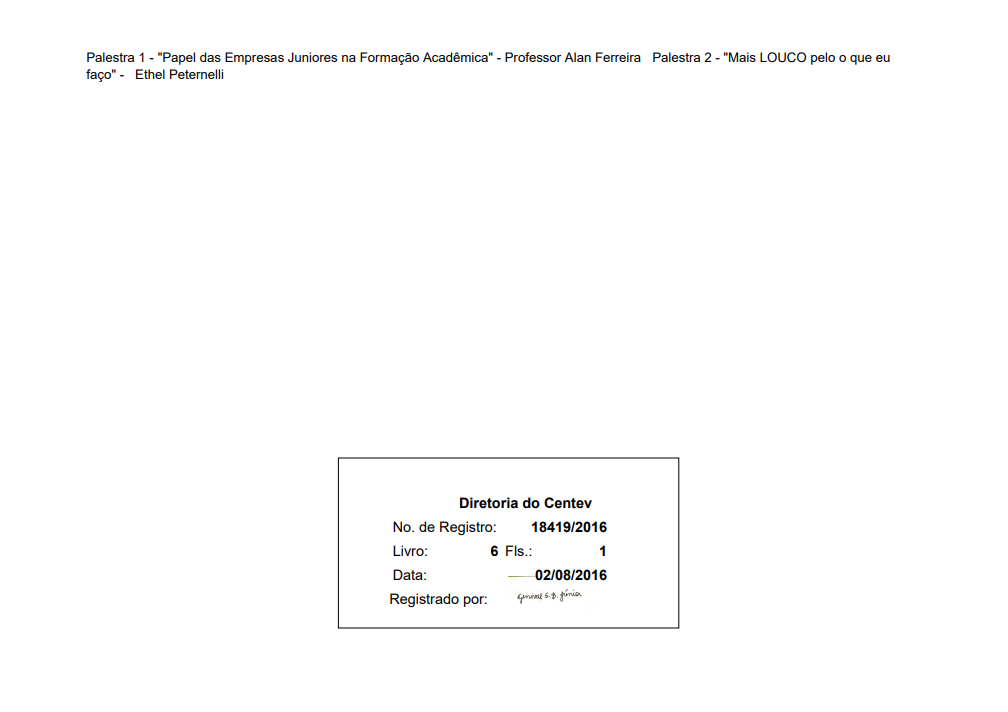 Palestra 1 - "Papel das Empresas Juniores na Formação Acadêmica" - Professor Alan Ferreira Palestra 2 - "Mais LOUCO pelo o que eu
faço" - Ethel Peternelli
Diretoria do Centev
No. de Registro: 18419/2016
Livro: 6 Fls.: 1
Data: 02/08/2016
Registrado por: